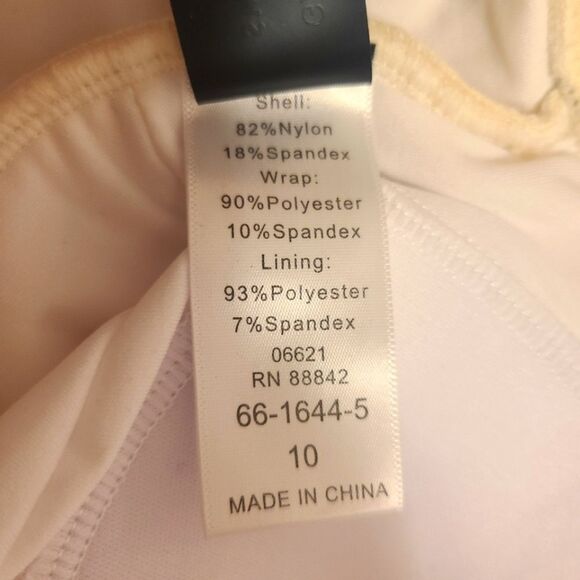 Shell:
82%Nylon
18%Spandex
Wrap:
90%Polyester
10%Spandex
Lining:
93%Polyester
7%Spandex
06621
RN 88842
66-1644-5
10
MADE IN CHINA